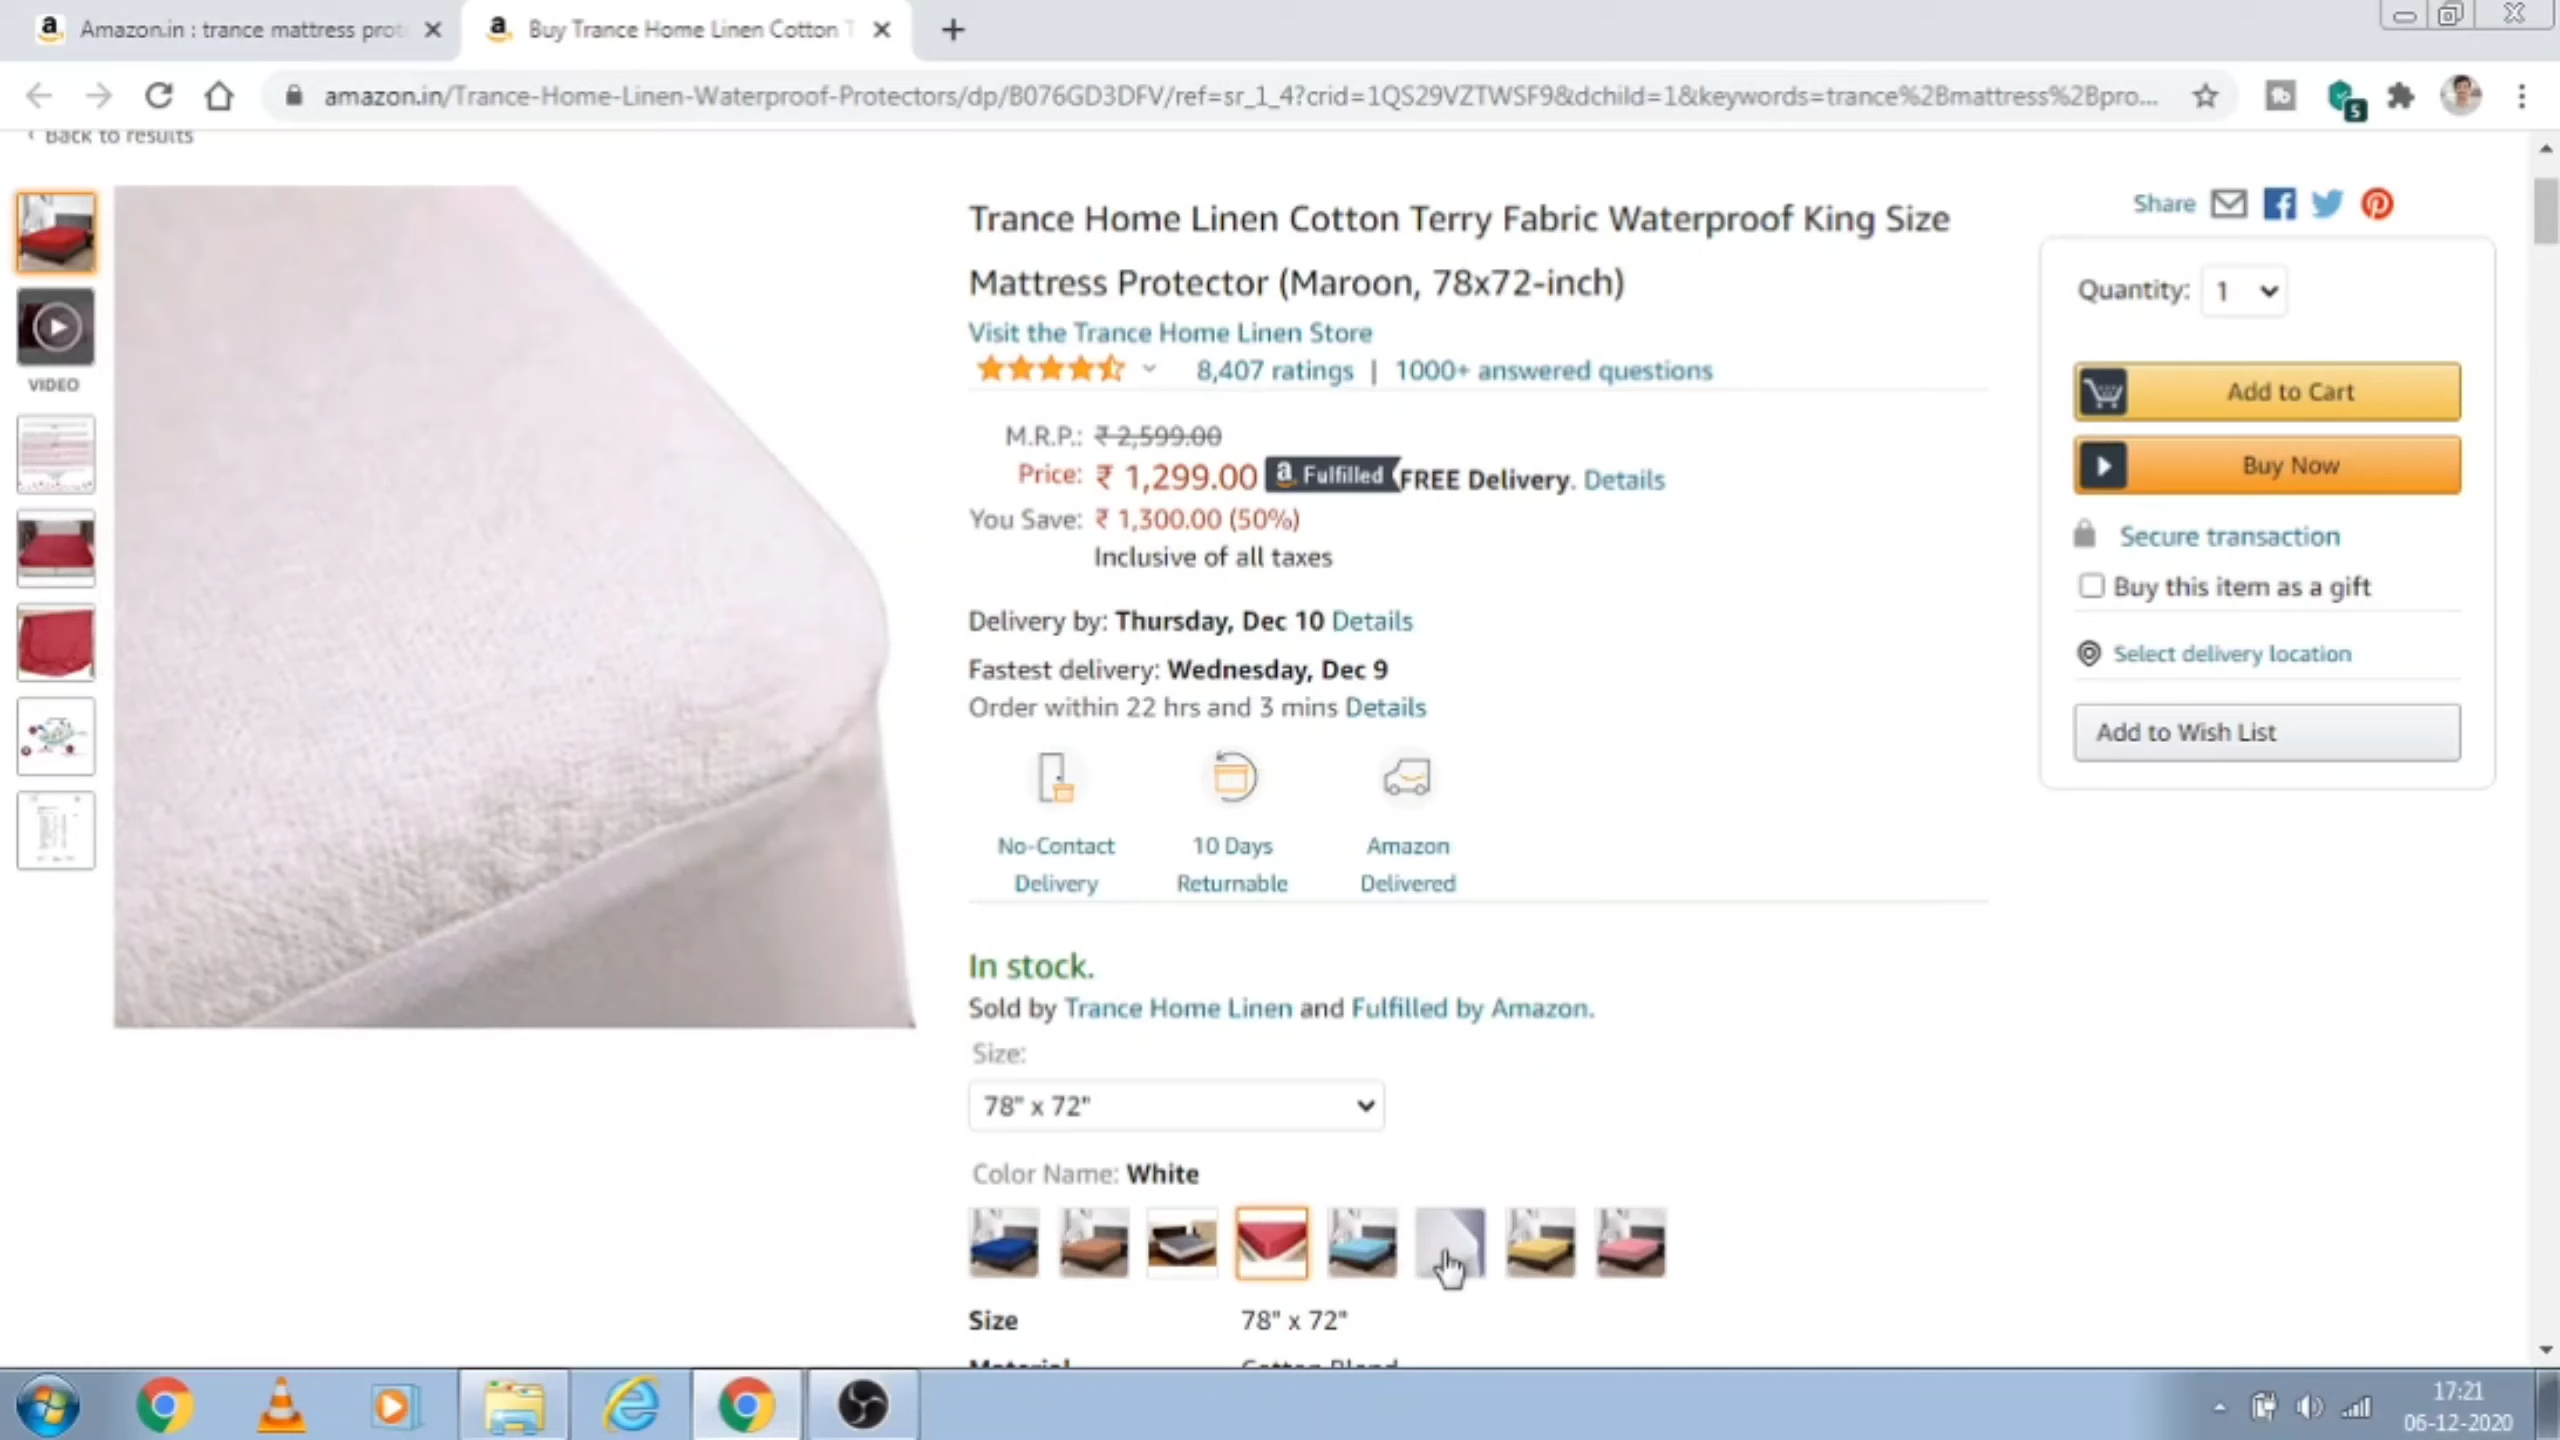 Amazon.in : trance mattress prot
Buy Trance Home Linen Cotton T
amazon.in/Trance-Home-Linen-Waterproof-Protectors/dp/B076GD3DFV/ref=sr_1_4?crid=1QS29VZTWSF9&dchild=1&keywords=trance%2Bmattress%2Bpro...
‹ Back to results
Trance Home Linen Cotton Terry Fabric Waterproof King Size
Mattress Protector (Maroon, 78x72-inch)
Visit the Trance Home Linen Store
8,407 ratings | 1000+ answered questions
M.R.P.: ₹ 2,599.00
Price: ₹ 1,299.00 a Fulfilled FREE Delivery. Details
You Save: ₹ 1,300.00 (50%)
Inclusive of all taxes
Delivery by: Thursday, Dec 10 Details
Fastest delivery: Wednesday, Dec 9
Order within 22 hrs and 3 mins Details
No-Contact
Delivery
10 Days
Returnable
Amazon
Delivered
In stock.
Sold by Trance Home Linen and Fulfilled by Amazon.
Size:
78" x 72"
Color Name: White
Size 78" x 72"
Material Cotton Blend
VIDEO
Share
Quantity: 1
Add to Cart
Buy Now
Secure transaction
Buy this item as a gift
Select delivery location
Add to Wish List
17:21
06-12-2020